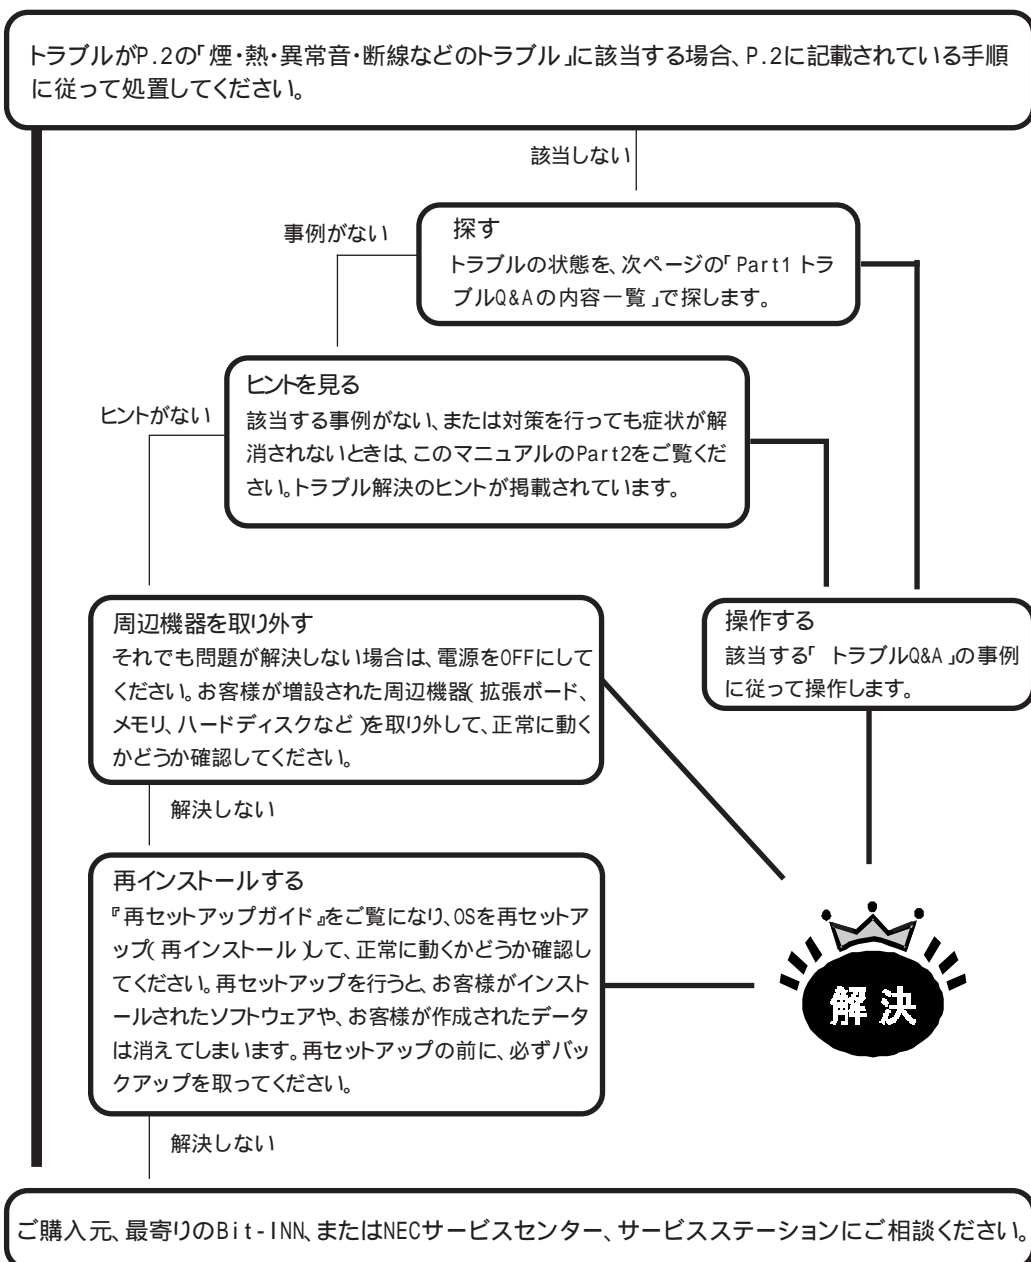 トラブルがP.2の「煙・熱・異常音・断線などのトラブル」に該当する場合、P.2に記載されている手順
に従って処置してください。
該当しない
事例がない
探す
トラブルの状態を、次ページの「Part1 トラ
ブルQ&Aの内容一覧」で探します。
ヒントがない
ヒントを見る
該当する事例がない、または対策を行っても症状が解
消されないときは、このマニュアルのPart2をご覧くだ
さい。トラブル解決のヒントが掲載されています。
周辺機器を取り外す
それでも問題が解決しない場合は、電源をOFFにして
ください。お客様が増設された周辺機器(拡張ボード、
メモリ、ハードディスクなど)を取り外して、正常に動く
かどうか確認してください。
操作する
該当する「 トラブルQ&A」の事例
に従って操作します。
解決しない
再インストールする
『再セットアップガイド』をご覧になり、OSを再セットア
ップ(再インストール)して、正常に動くかどうか確認し
てください。再セットアップを行うと、お客様がインスト
ールされたソフトウェアや、お客様が作成されたデータ
は消えてしまいます。再セットアップの前に、必ずバッ
クアップを取ってください。
解決
解決しない
ご購入元、最寄りのBit-INN、またはNECサービスセンター、サービスステーションにご相談ください。